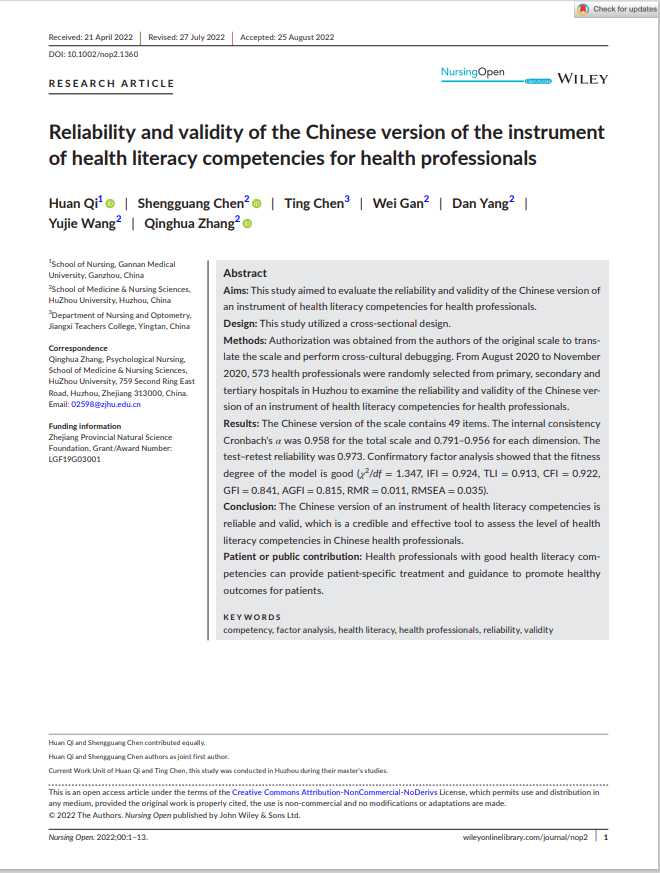 Check for updates
Received: 21 April 2022 | Revised: 27 July 2022 | Accepted: 25 August 2022
DOI: 10.1002/nop2.1360
RESEARCH ARTICLE
NursingOpen
Open Access
WILEY
Reliability and validity of the Chinese version of the instrument
of health literacy competencies for health professionals
Huan Qi1 | Shengguang Chen2 | Ting Chen3 | Wei Gan2 | Dan Yang2 |
Yujie Wang2 | Qinghua Zhang2
1School of Nursing, Gannan Medical
University, Ganzhou, China
2School of Medicine & Nursing Sciences,
HuZhou University, Huzhou, China
3Department of Nursing and Optometry,
Jiangxi Teachers College, Yingtan, China
Correspondence
Qinghua Zhang, Psychological Nursing,
School of Medicine & Nursing Sciences,
HuZhou University, 759 Second Ring East
Road, Huzhou, Zhejiang 313000, China.
Email: 02598@zjhu.edu.cn
Funding information
Zhejiang Provincial Natural Science
Foundation, Grant/Award Number:
LGF19G03001
Abstract
Aims: This study aimed to evaluate the reliability and validity of the Chinese version of
an instrument of health literacy competencies for health professionals.
Design: This study utilized a cross-sectional design.
Methods: Authorization was obtained from the authors of the original scale to trans-
late the scale and perform cross-cultural debugging. From August 2020 to November
2020, 573 health professionals were randomly selected from primary, secondary and
tertiary hospitals in Huzhou to examine the reliability and validity of the Chinese ver-
sion of an instrument of health literacy competencies for health professionals.
Results: The Chinese version of the scale contains 49 items. The internal consistency
Cronbach's α was 0.958 for the total scale and 0.791–0.956 for each dimension. The
test–retest reliability was 0.973. Confirmatory factor analysis showed that the fitness
degree of the model is good (χ2/df = 1.347, IFI = 0.924, TLI = 0.913, CFI = 0.922,
GFI = 0.841, AGFI = 0.815, RMR = 0.011, RMSEA = 0.035).
Conclusion: The Chinese version of an instrument of health literacy competencies is
reliable and valid, which is a credible and effective tool to assess the level of health
literacy competencies in Chinese health professionals.
Patient or public contribution: Health professionals with good health literacy com-
petencies can provide patient-specific treatment and guidance to promote healthy
outcomes for patients.
KEYWORDS
competency, factor analysis, health literacy, health professionals, reliability, validity
Huan Qi and Shengguang Chen contributed equally.
Huan Qi and Shengguang Chen authors as joint first author.
Current Work Unit of Huan Qi and Ting Chen, this study was conducted in Huzhou during their master's studies.
This is an open access article under the terms of the Creative Commons Attribution-NonCommercial-NoDerivs License, which permits use and distribution in
any medium, provided the original work is properly cited, the use is non-commercial and no modifications or adaptations are made.
© 2022 The Authors. Nursing Open published by John Wiley & Sons Ltd.
Nursing Open. 2022;00:1–13.
wileyonlinelibrary.com/journal/nop2 | 1